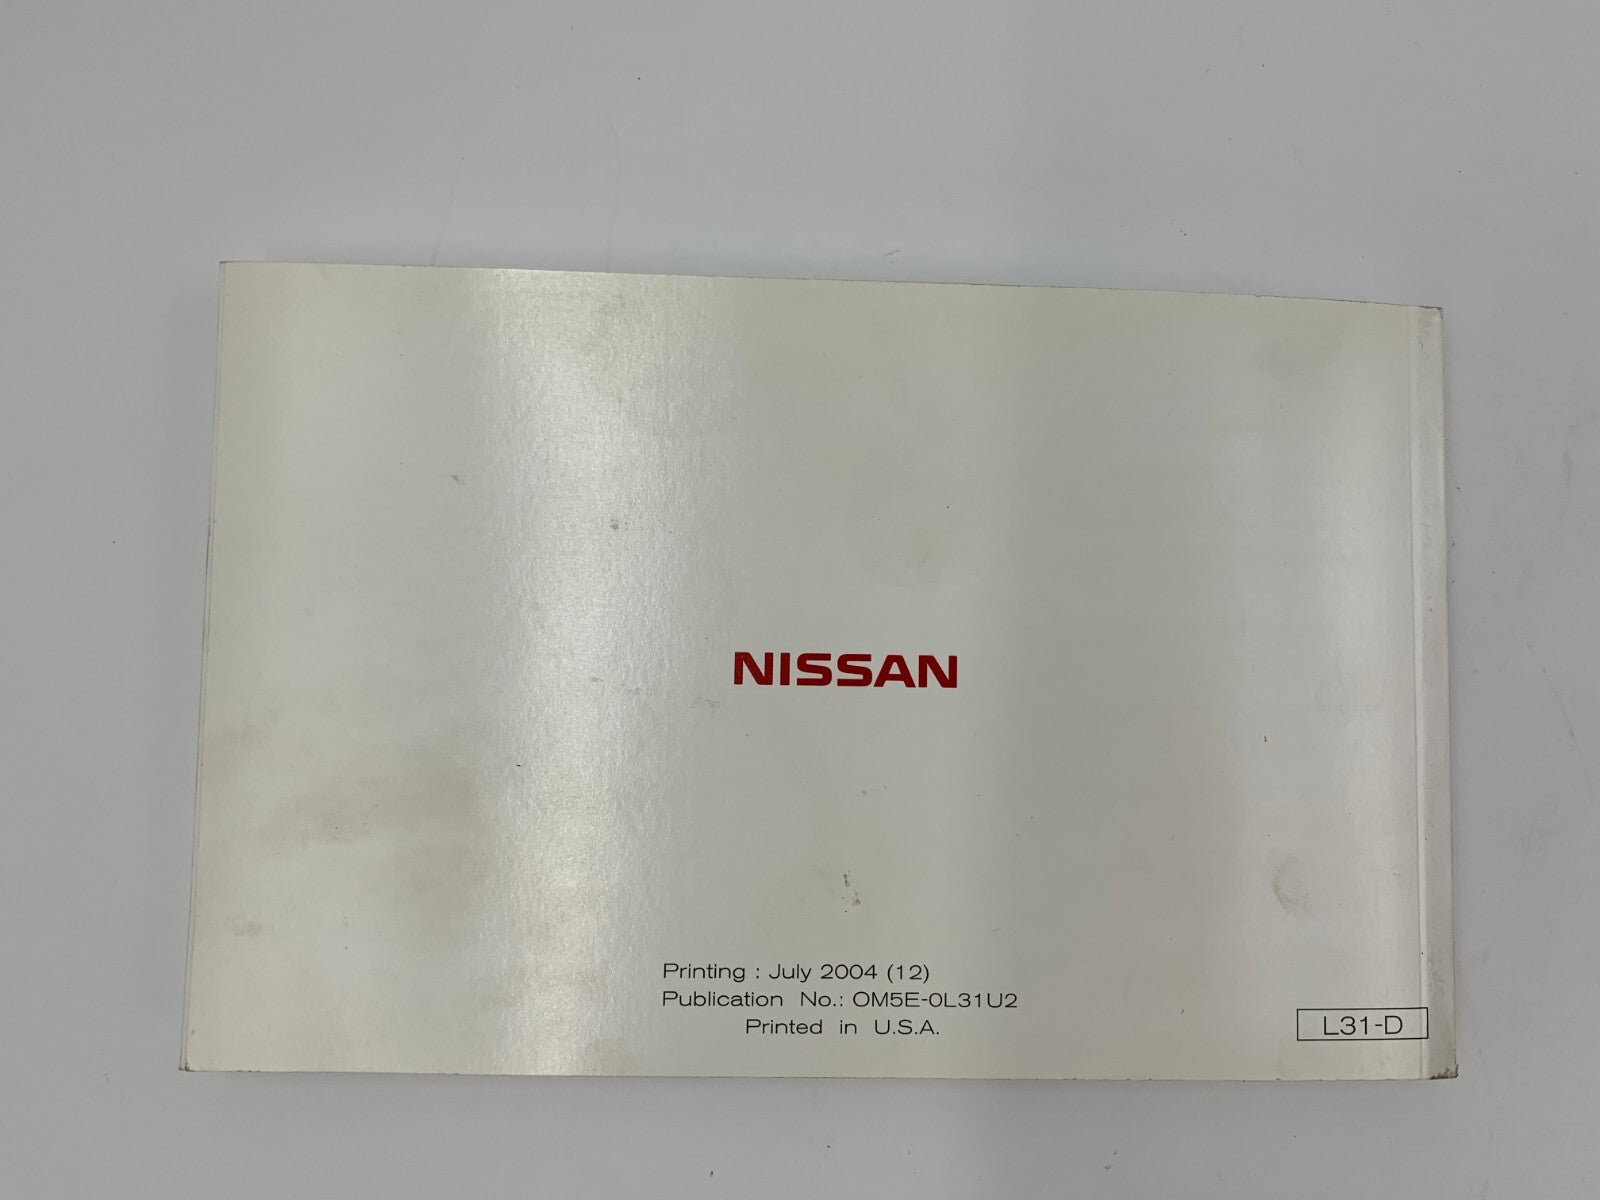 NISSAN
Printing : July 2004 (12)
Publication No.: OM5E-0L31U2
Printed in U.S.A.
L31-D